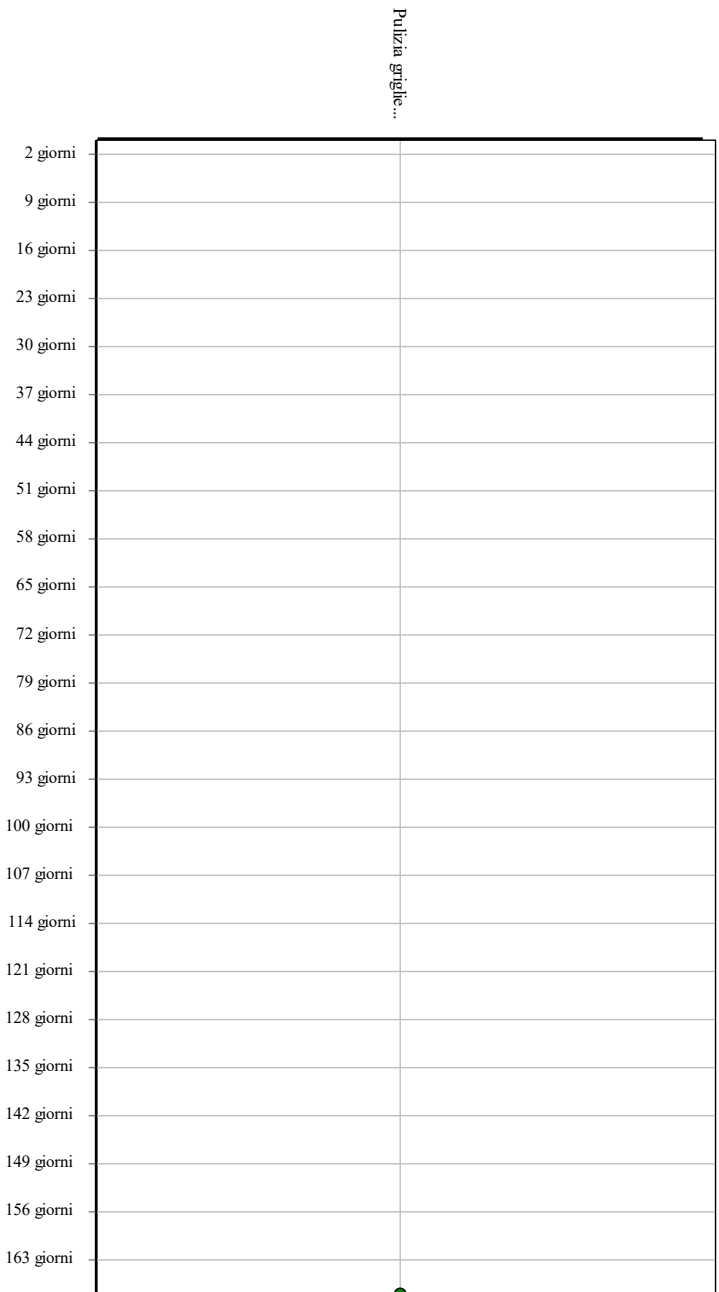 Pulizia griglie...
2 giorni
9 giorni
16 giorni
23 giorni
30 giorni
37 giorni
44 giorni
51 giorni
58 giorni
65 giorni
72 giorni
79 giorni
86 giorni
93 giorni
100 giorni
107 giorni
114 giorni
121 giorni
128 giorni
135 giorni
142 giorni
149 giorni
156 giorni
163 giorni